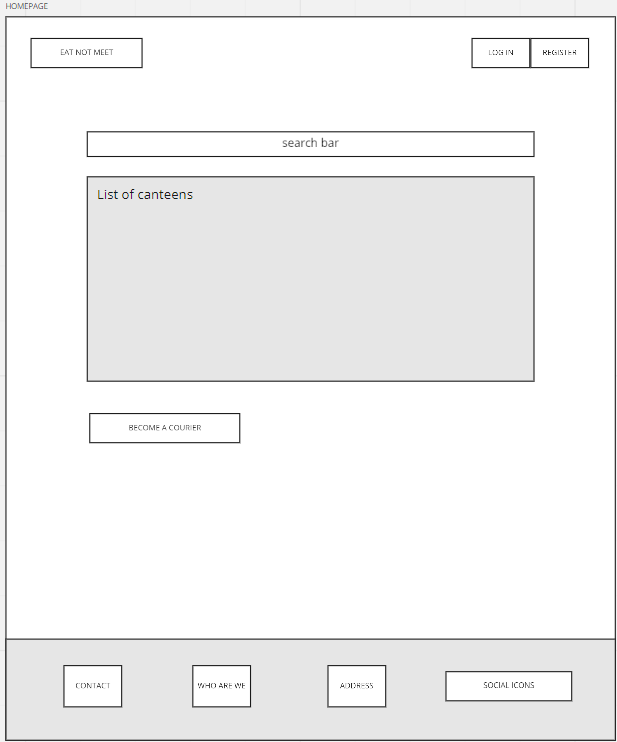 HOMEPAGE
EAT NOT MEET
LOG IN
REGISTER
search bar
List of canteens
BECOME A COURIER
CONTACT
WHO ARE WE
ADDRESS
SOCIAL ICONS